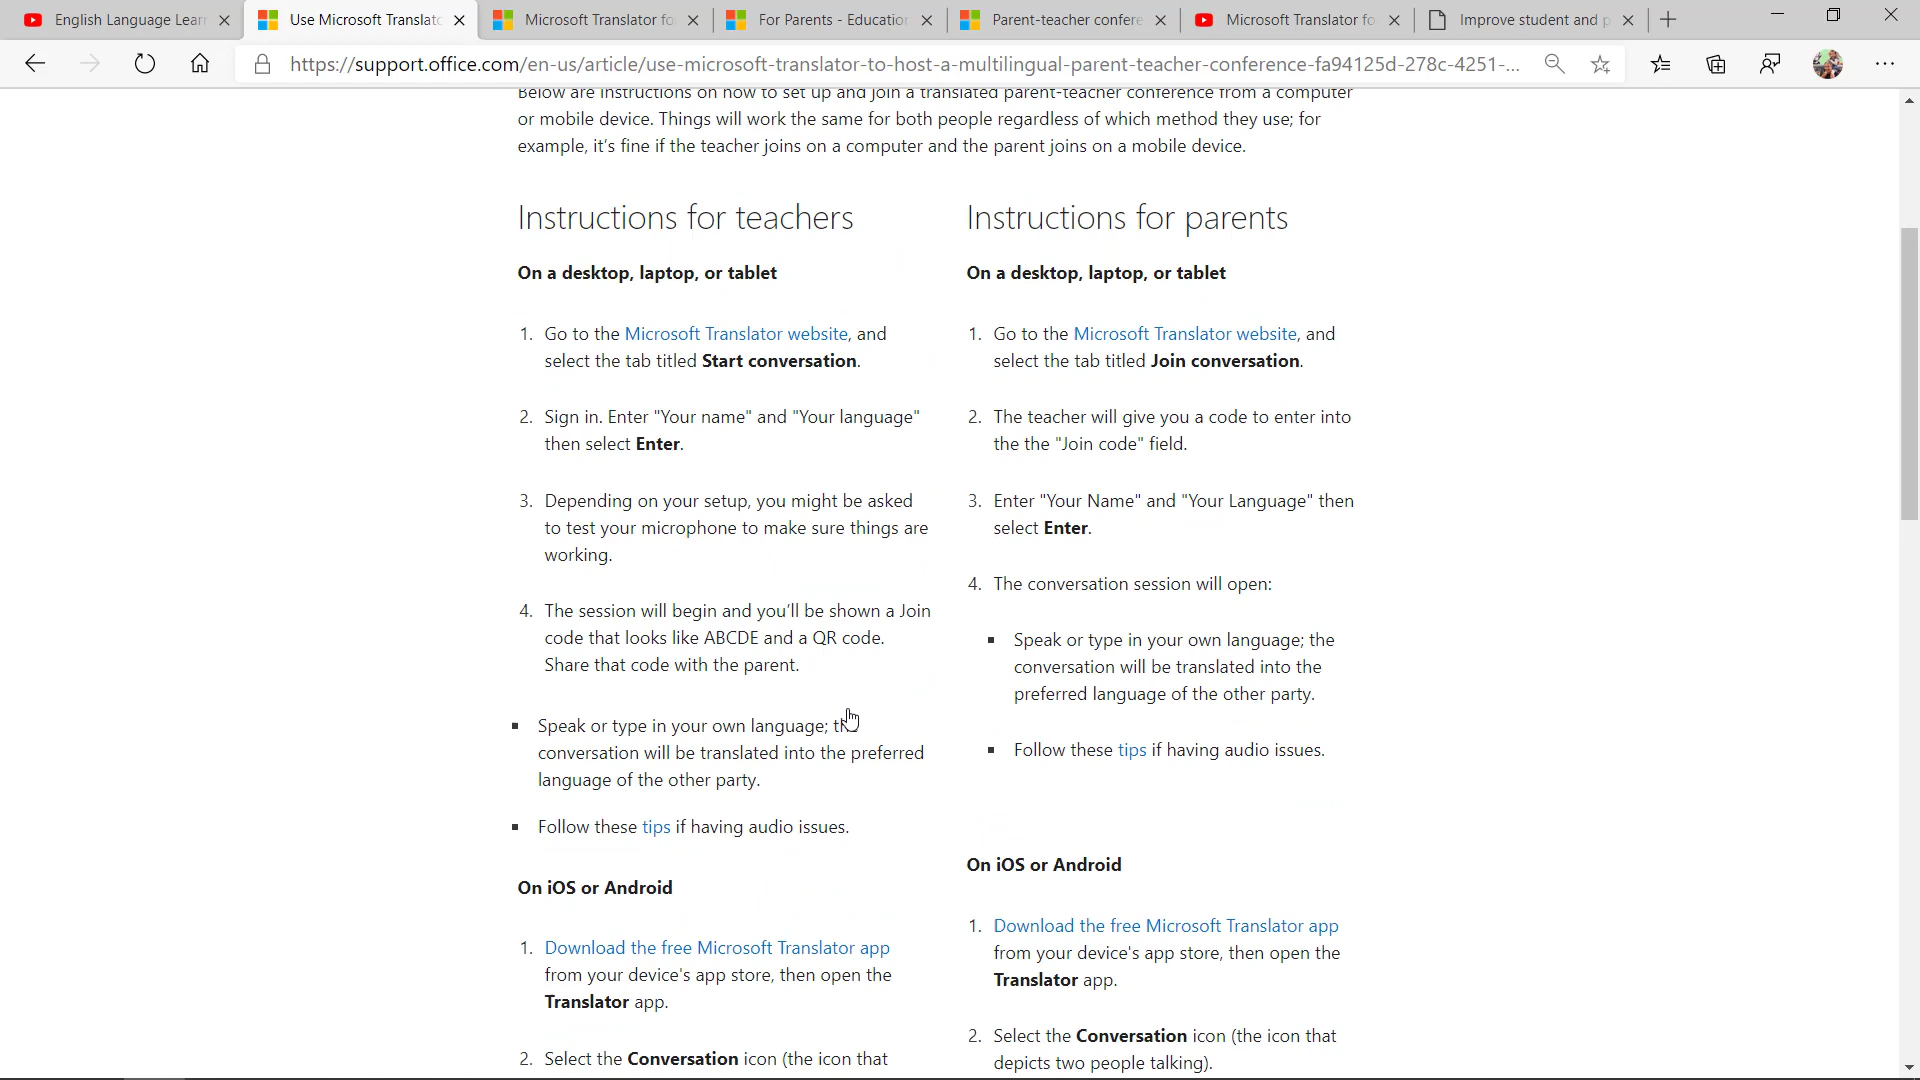 English Language Lear
Use Microsoft Translato
Microsoft Translator fo
For Parents - Education
Parent-teacher confere
Microsoft Translator fo
Improve student and p
https://support.office.com/en-us/article/use-microsoft-translator-to-host-a-multilingual-parent-teacher-conference-fa94125d-278c-4251-...
Below are instructions on how to set up and join a translated parent-teacher conference from a computer
or mobile device. Things will work the same for both people regardless of which method they use; for
example, it's fine if the teacher joins on a computer and the parent joins on a mobile device.
Instructions for teachers
On a desktop, laptop, or tablet
1. Go to the Microsoft Translator website, and
select the tab titled Start conversation.
2. Sign in. Enter "Your name" and "Your language"
then select Enter.
3. Depending on your setup, you might be asked
to test your microphone to make sure things are
working.
4. The session will begin and you'll be shown a Join
code that looks like ABCDE and a QR code.
Share that code with the parent.
▪ Speak or type in your own language; the
conversation will be translated into the preferred
language of the other party.
▪ Follow these tips if having audio issues.
On iOS or Android
1. Download the free Microsoft Translator app
from your device's app store, then open the
Translator app.
2. Select the Conversation icon (the icon that
Instructions for parents
On a desktop, laptop, or tablet
1. Go to the Microsoft Translator website, and
select the tab titled Join conversation.
2. The teacher will give you a code to enter into
the the "Join code" field.
3. Enter "Your Name" and "Your Language" then
select Enter.
4. The conversation session will open:
▪ Speak or type in your own language; the
conversation will be translated into the
preferred language of the other party.
▪ Follow these tips if having audio issues.
On iOS or Android
1. Download the free Microsoft Translator app
from your device's app store, then open the
Translator app.
2. Select the Conversation icon (the icon that
depicts two people talking).